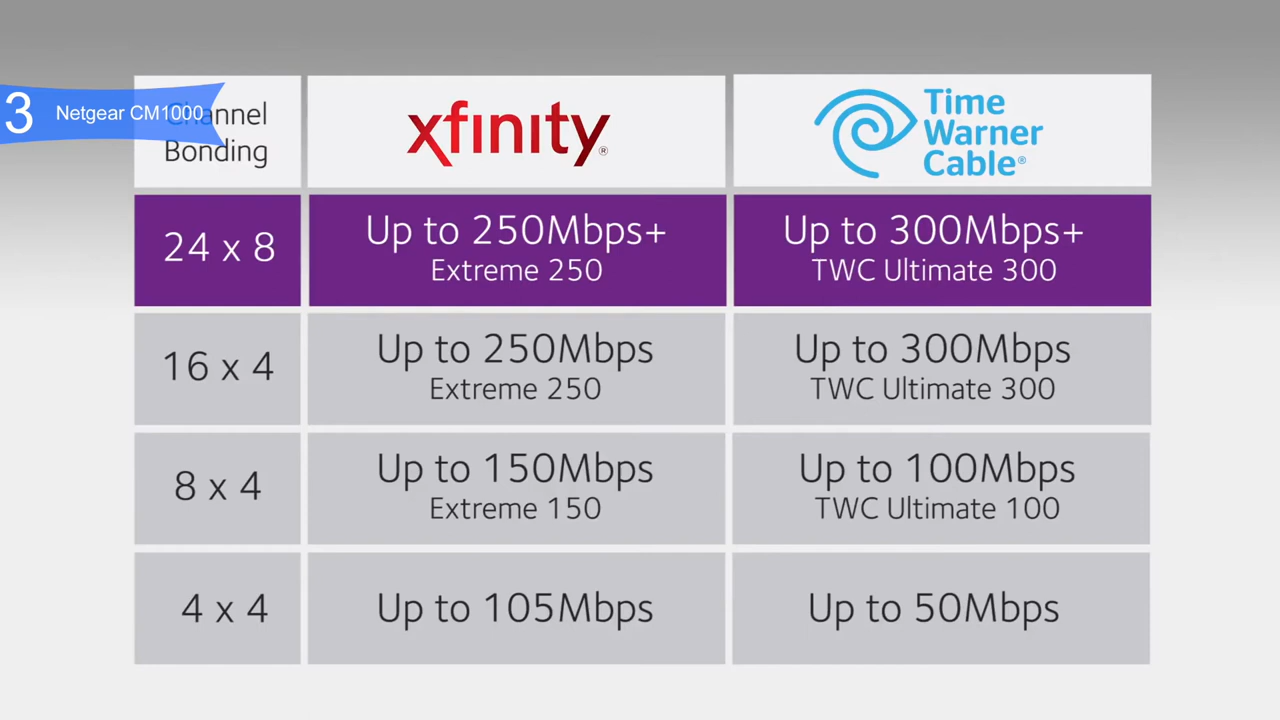 3 Netgear CM1000
Channel
Bonding
xfinity®
Time
Warner
Cable®
24 x 8
Up to 250Mbps+
Extreme 250
Up to 300Mbps+
TWC Ultimate 300
16 x 4
Up to 250Mbps
Extreme 250
Up to 300Mbps
TWC Ultimate 300
8 x 4
Up to 150Mbps
Extreme 150
Up to 100Mbps
TWC Ultimate 100
4 x 4
Up to 105Mbps
Up to 50Mbps